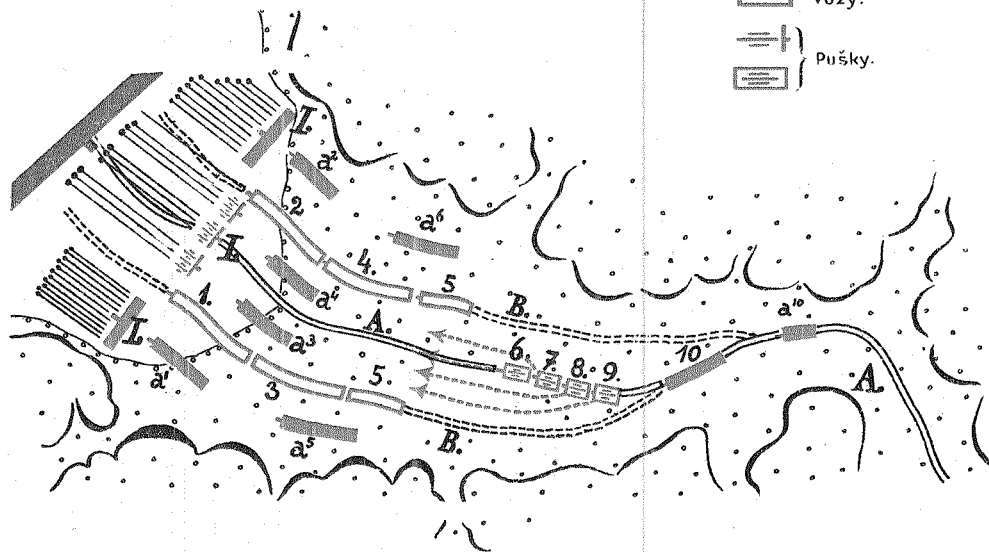 vozy.
Pušky.
I.
a²
2
a⁶
I.
4.
a⁴
5
B.
1.
A.
a¹⁰
a³
I.
6.
7.
8.
9.
10
a¹
3
5.
A.
a⁵
B.